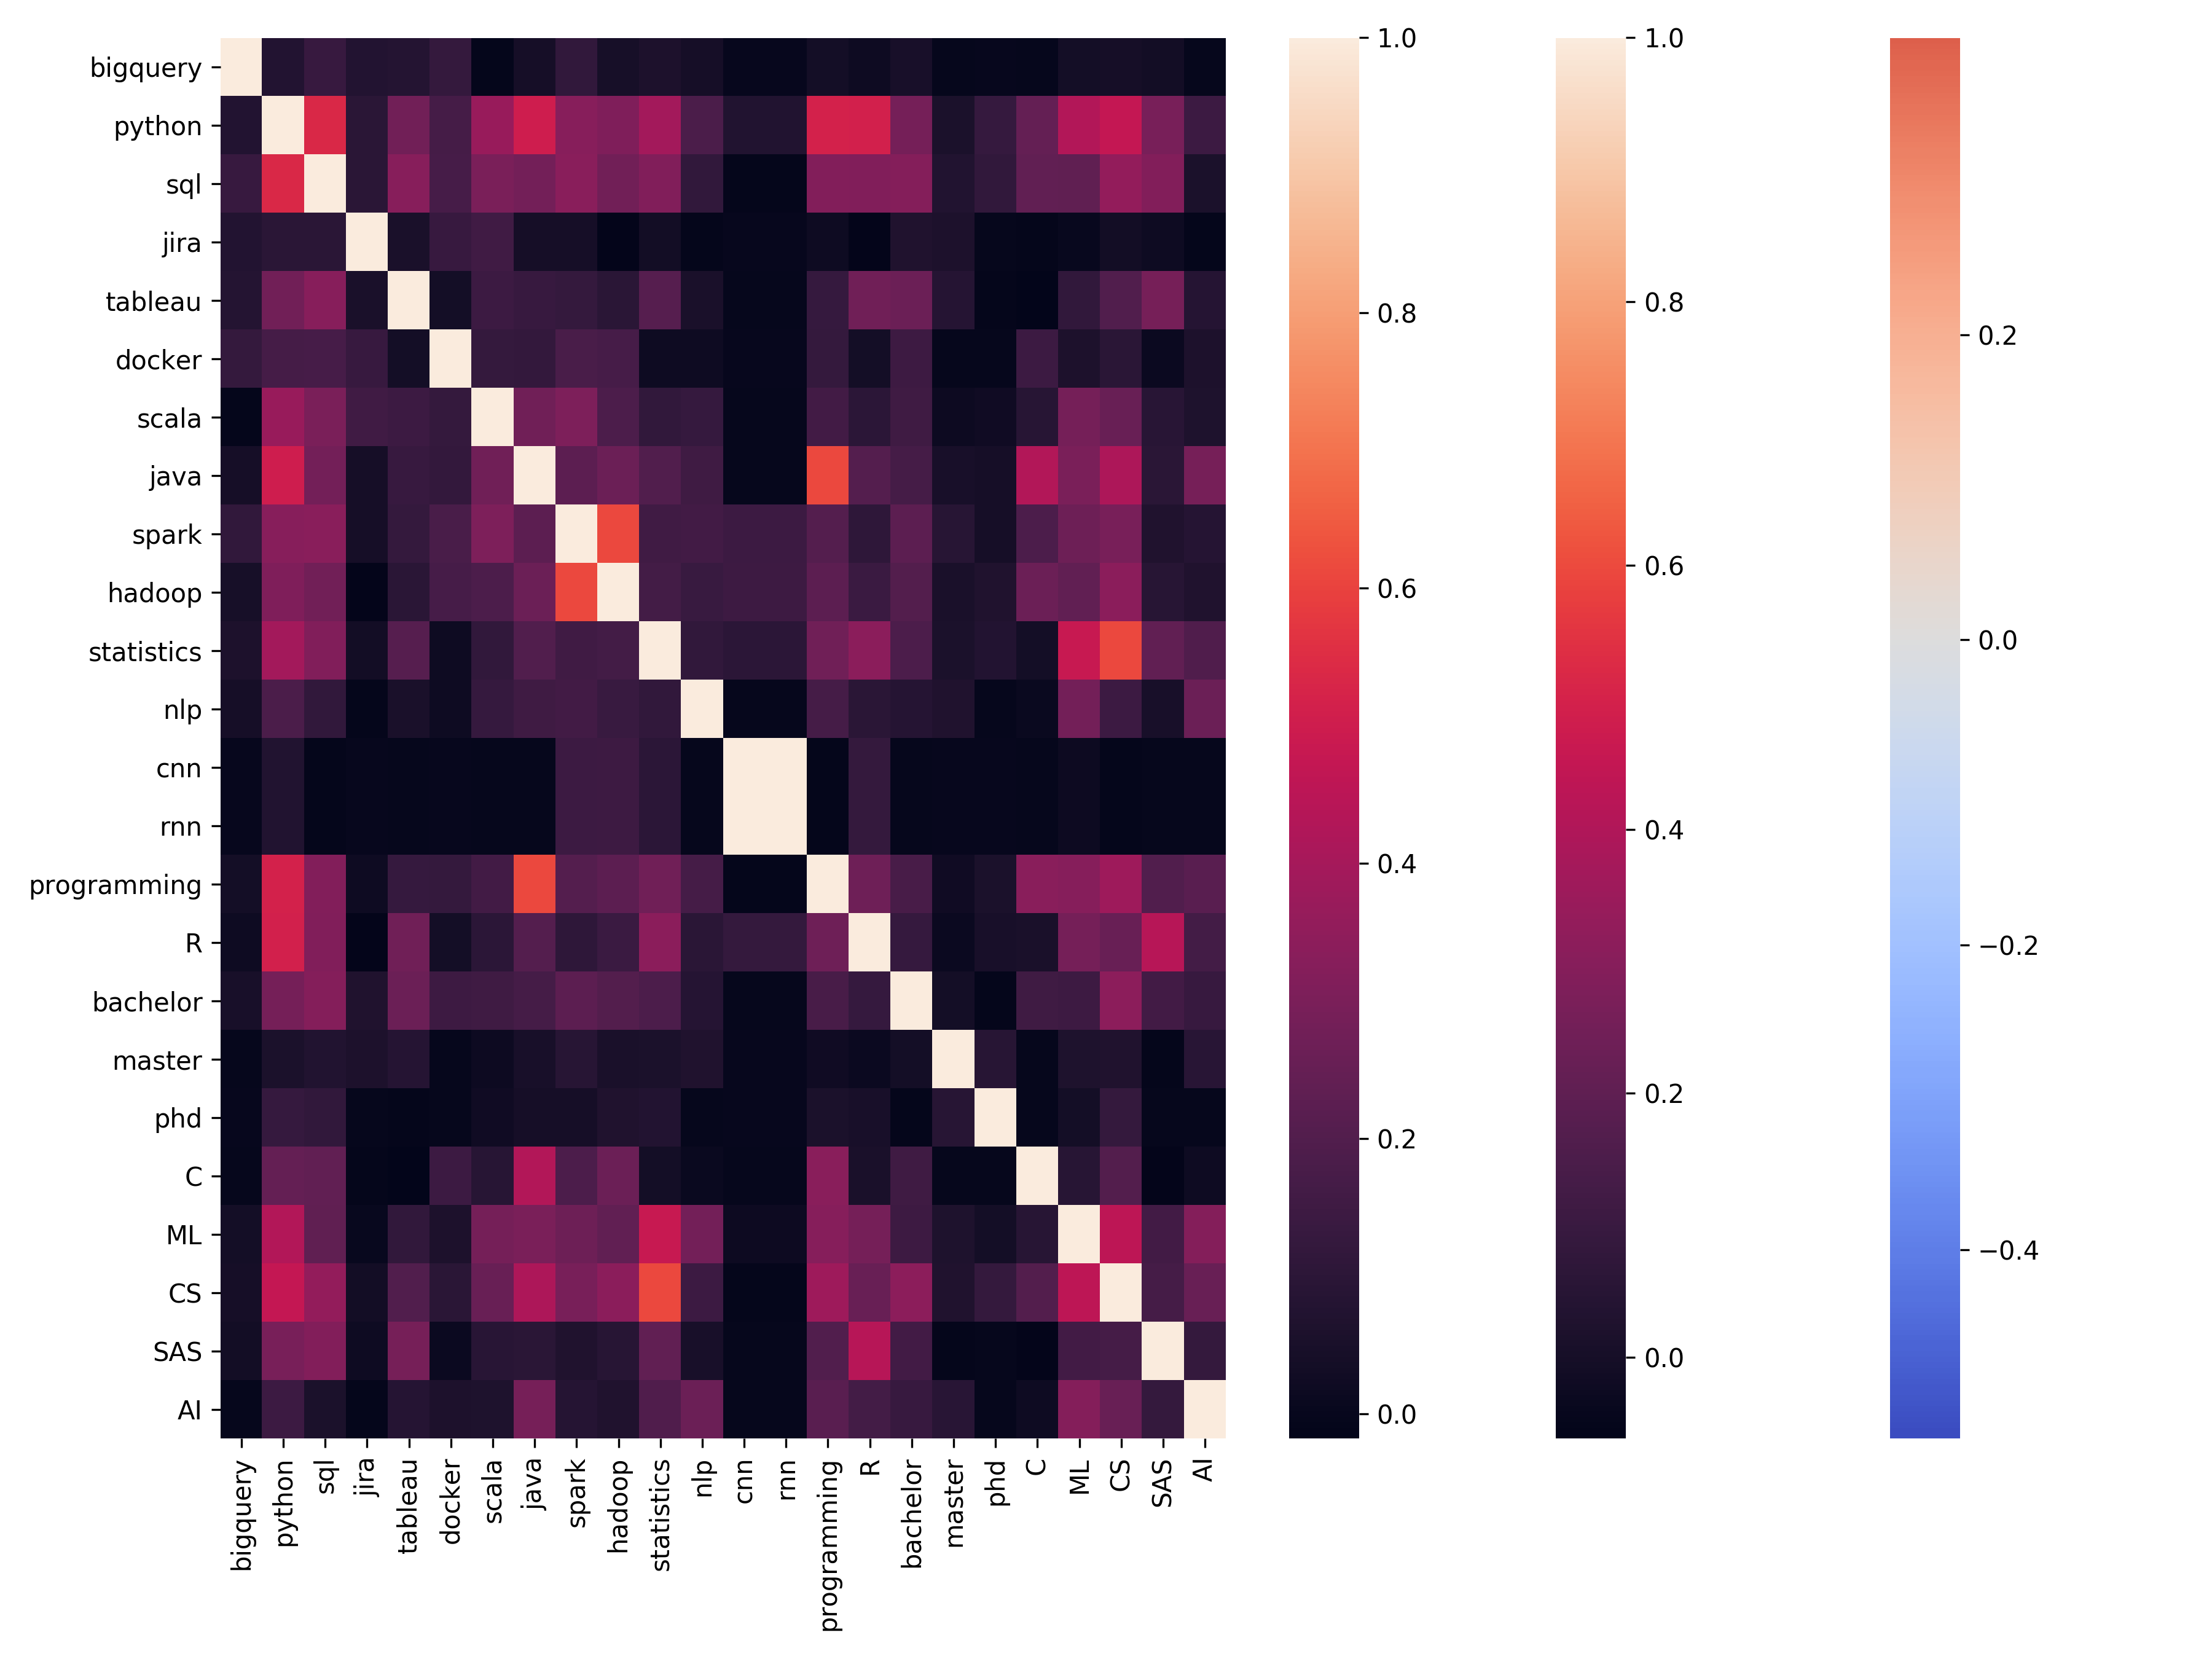 bigquery
python
sql
jira
tableau
docker
scala
java
spark
hadoop
statistics
nlp
cnn
rnn
programming
R
bachelor
master
phd
C
ML
CS
SAS
AI
bigquery
python
sql
jira
tableau
docker
scala
java
spark
hadoop
statistics
nlp
cnn
rnn
programming
R
bachelor
master
phd
C
ML
CS
SAS
AI
1.0
0.8
0.6
0.4
0.2
0.0
1.0
0.8
0.6
0.4
0.2
0.0
0.2
0.0
−0.2
−0.4